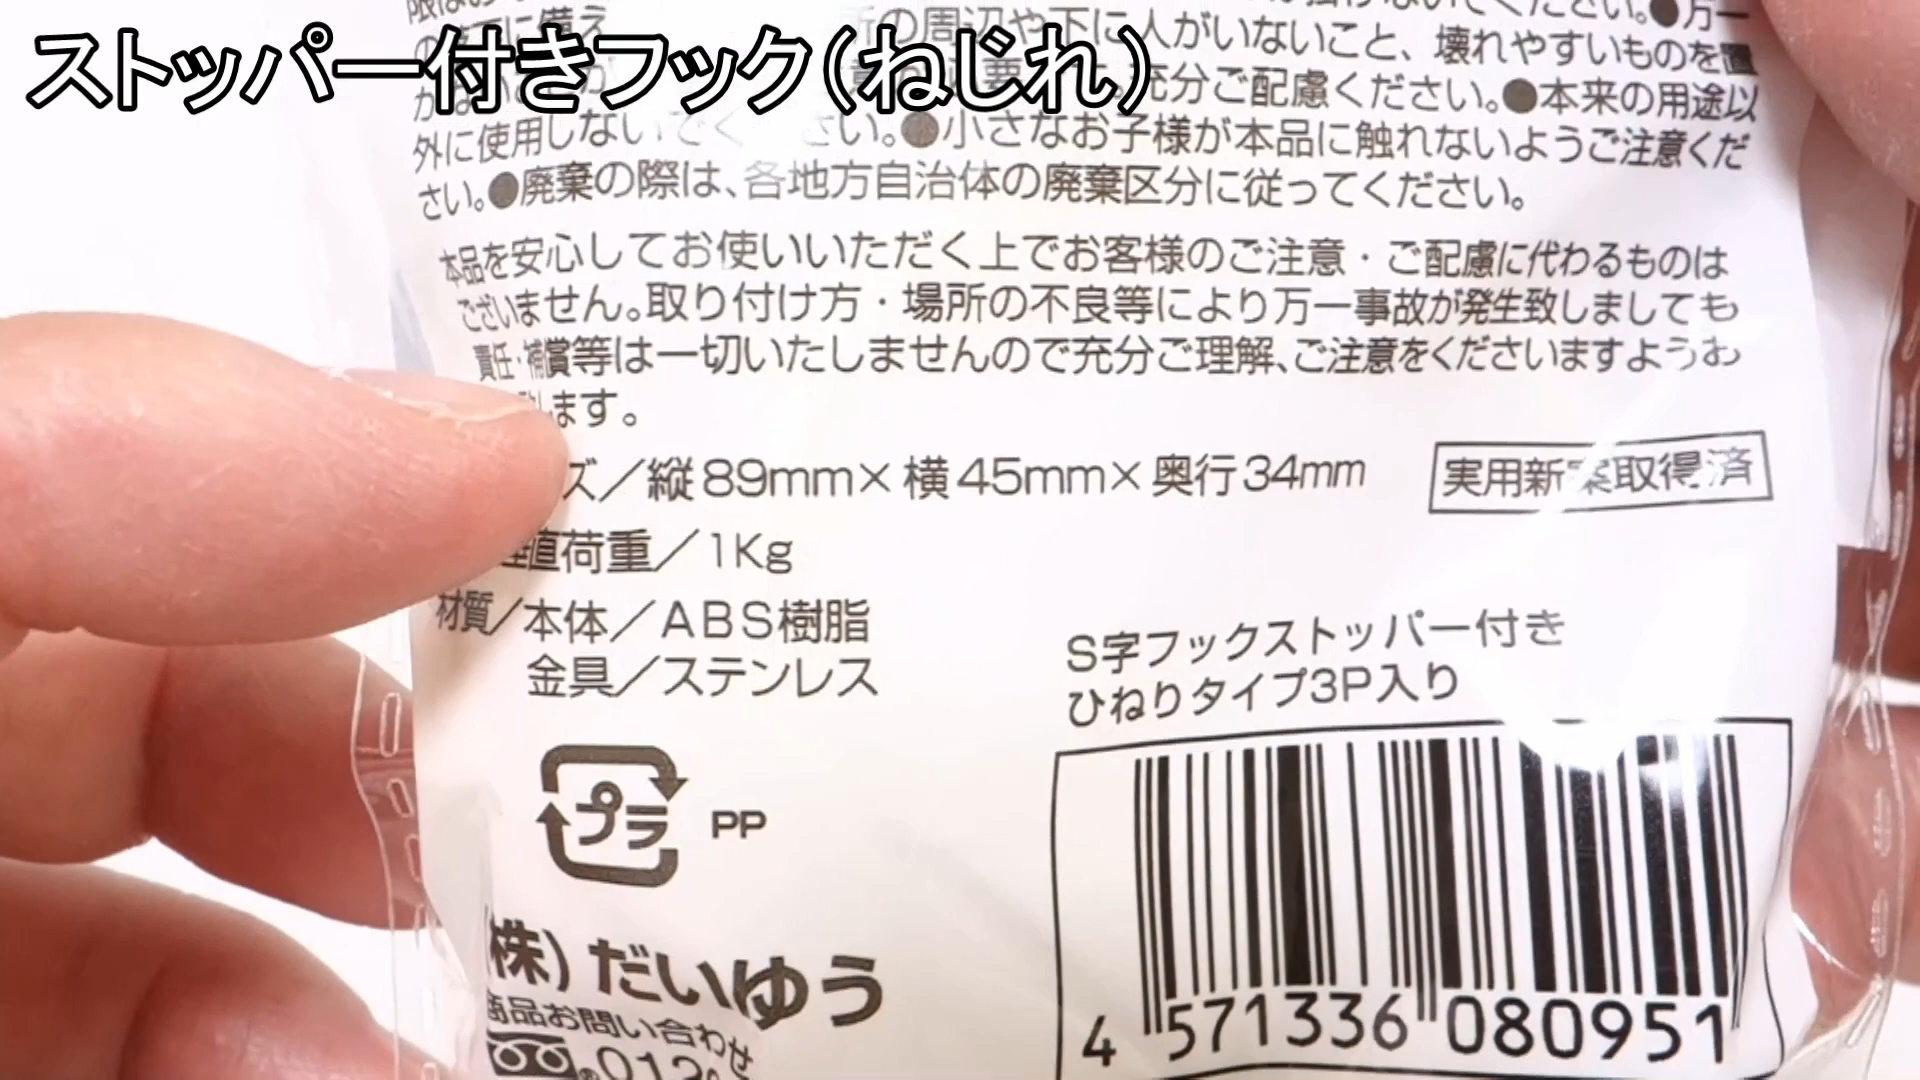 ストッパー付きフック（ねじれ）
の周辺や下に人がいないこと、壊れやすいものを置
充分ご配慮ください。●本来の用途以
外に使用しないでください。●小さなお子様が本品に触れないようご注意くだ
さい。●廃棄の際は、各地方自治体の廃棄区分に従ってください。
本品を安心してお使いいただく上でお客様のご注意・ご配慮に代わるものは
ございません。取り付け方・場所の不良等により万一事故が発生致しましても
責任・補償等は一切いたしませんので充分ご理解、ご注意をくださいますようお
します。
ズ／縦89mm×横45mm×奥行34mm
実用新案取得済
直荷重／1Kg
材質／本体／ABS樹脂
金具／ステンレス
S字フックストッパー付き
ひねりタイプ3P入り
プラ PP
(株)だいゆう
商品お問い合わせ
012
4 571336 080951